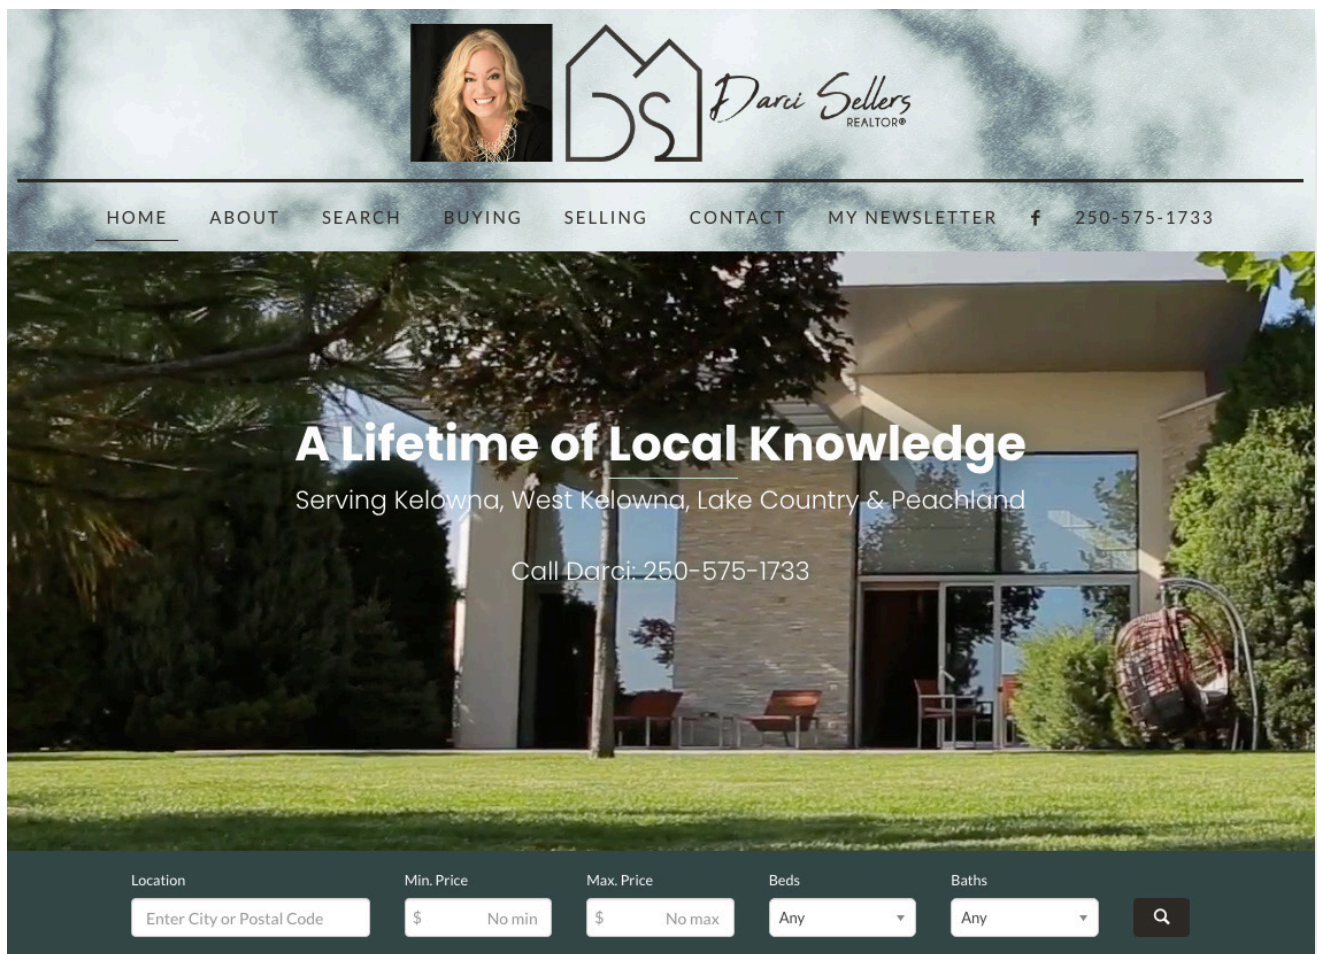 DS
Darci Sellers
REALTOR®
HOME ABOUT SEARCH BUYING SELLING CONTACT MY NEWSLETTER f 250-575-1733
A Lifetime of Local Knowledge
Serving Kelowna, West Kelowna, Lake Country & Peachland
Call Darci: 250-575-1733
Location Min. Price Max. Price Beds Baths
Enter City or Postal Code $ No min $ No max Any Any